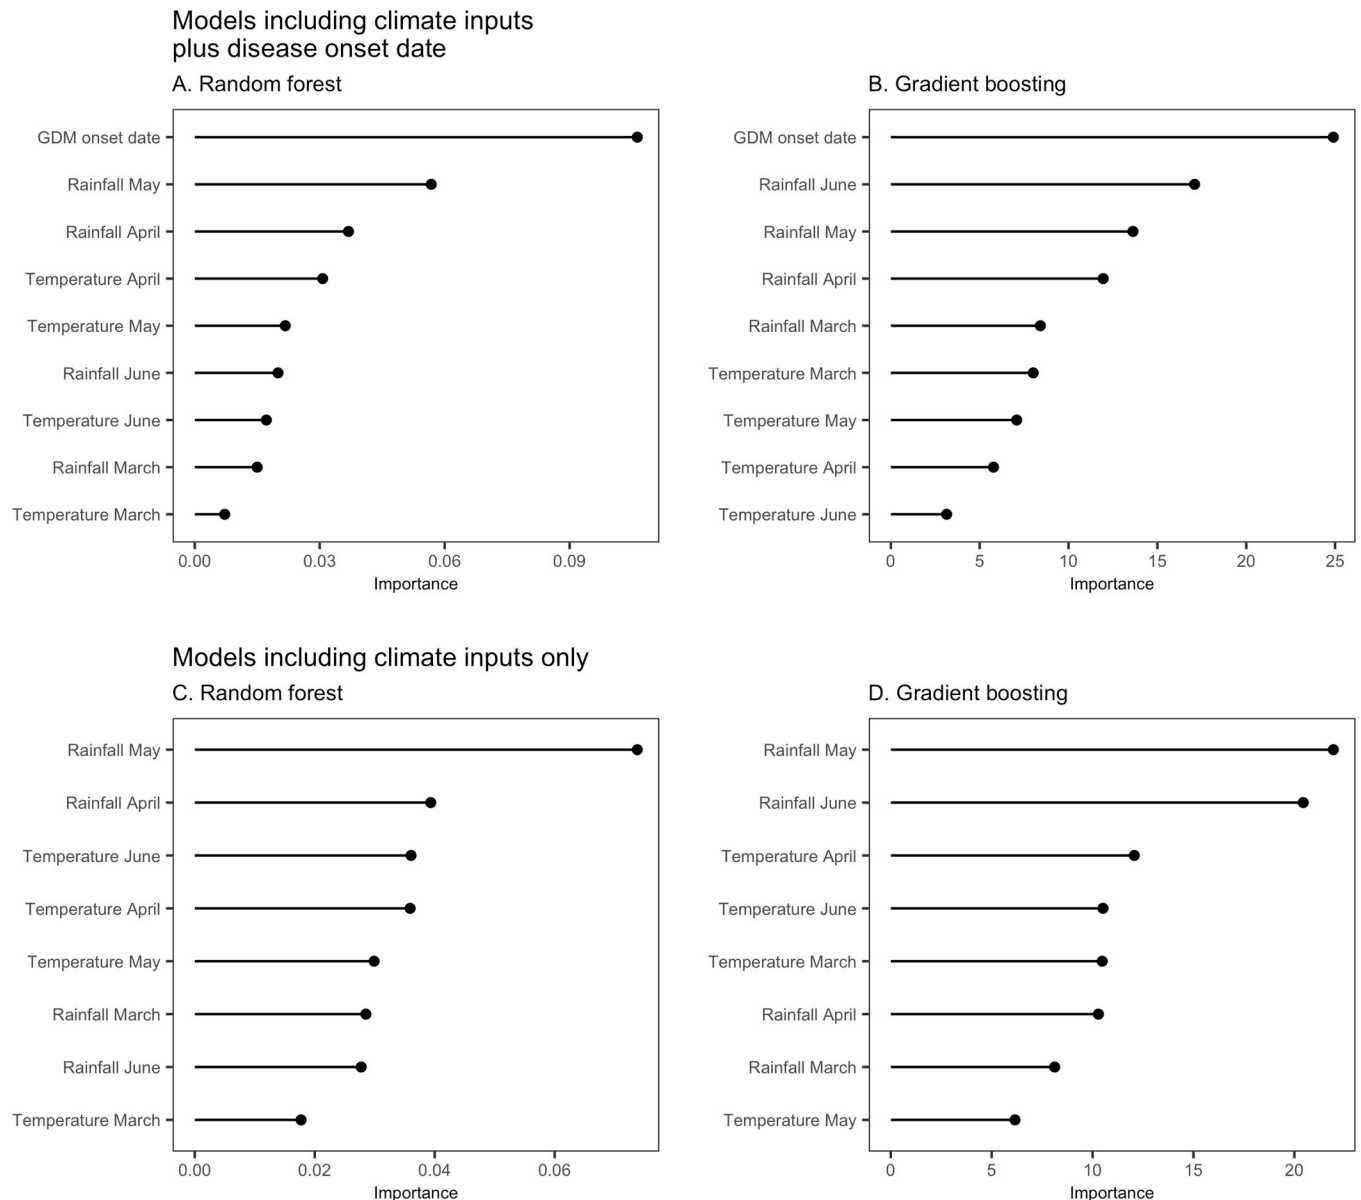 Models including climate inputs
plus disease onset date
A. Random forest
GDM onset date
Rainfall May
Rainfall April
Temperature April
Temperature May
Rainfall June
Temperature June
Rainfall March
Temperature March
0.00 0.03 0.06 0.09
Importance
B. Gradient boosting
GDM onset date
Rainfall June
Rainfall May
Rainfall April
Rainfall March
Temperature March
Temperature May
Temperature April
Temperature June
0 5 10 15 20 25
Importance
Models including climate inputs only
C. Random forest
Rainfall May
Rainfall April
Temperature June
Temperature April
Temperature May
Rainfall March
Rainfall June
Temperature March
0.00 0.02 0.04 0.06
Importance
D. Gradient boosting
Rainfall May
Rainfall June
Temperature April
Temperature June
Temperature March
Rainfall April
Rainfall March
Temperature May
0 5 10 15 20
Importance